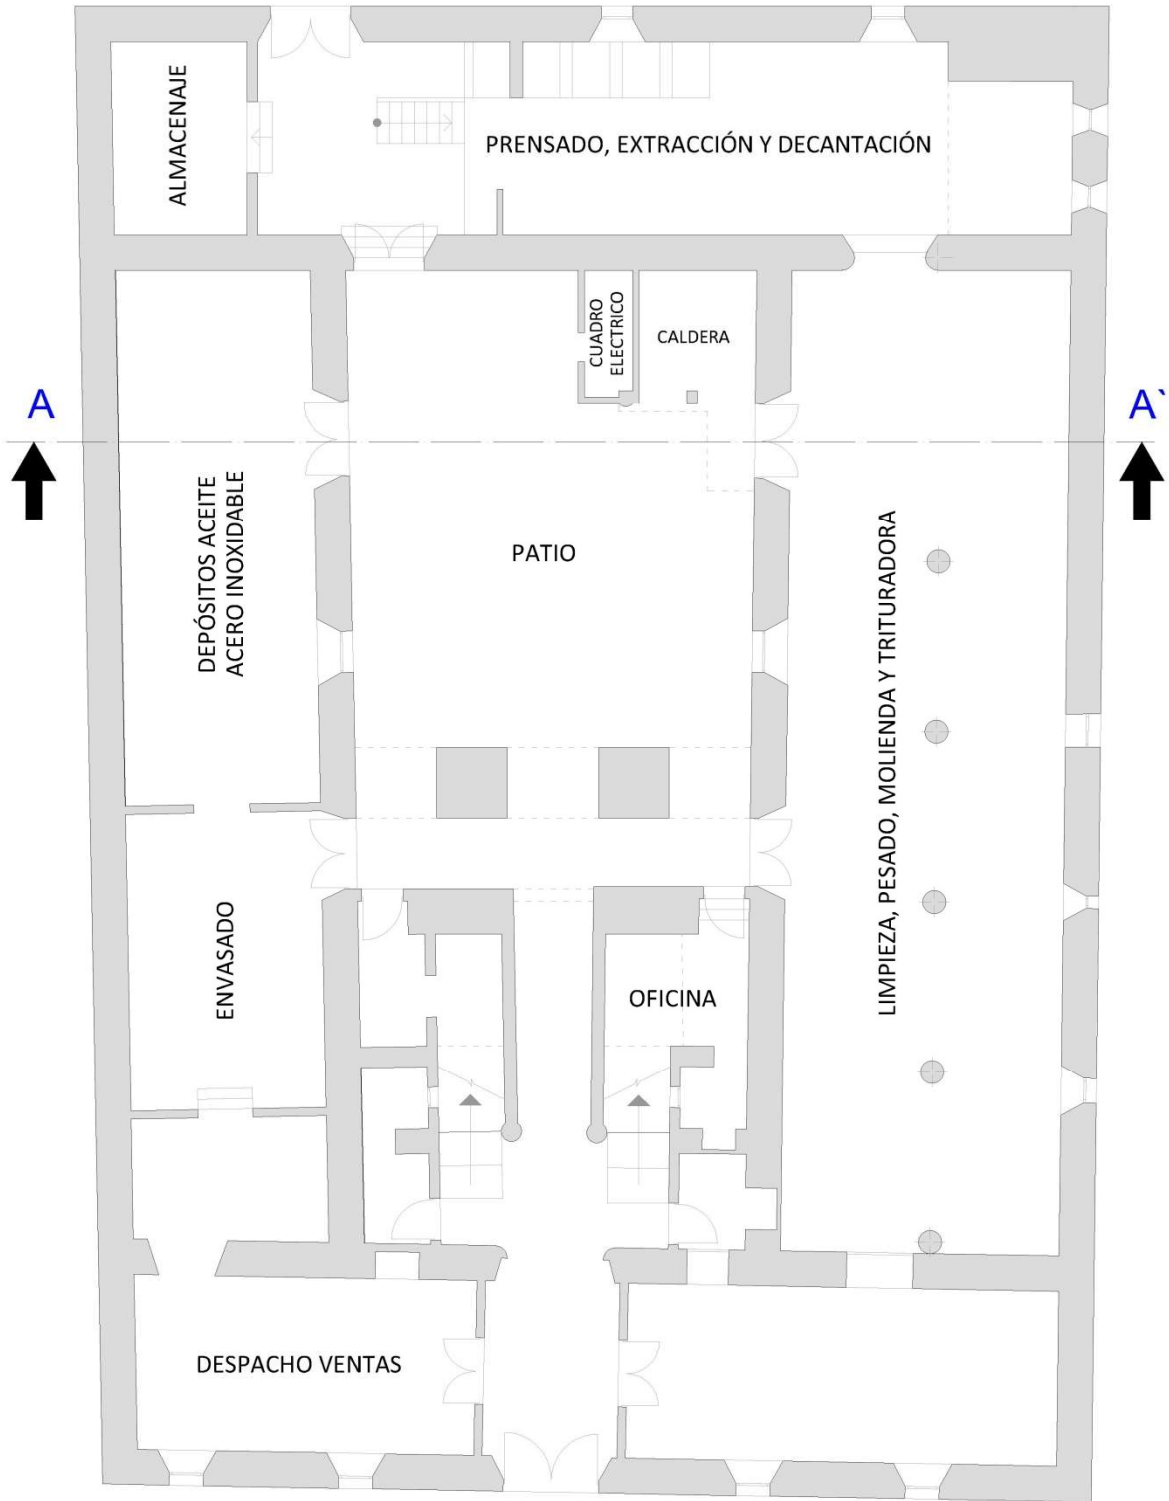 ALMACENAJE
PRENSADO, EXTRACCIÓN Y DECANTACIÓN
CUADRO
ELECTRICO
CALDERA
A
A`
DEPÓSITOS ACEITE
ACERO INOXIDABLE
PATIO
LIMPIEZA, PESADO, MOLIENDA Y TRITURADORA
ENVASADO
OFICINA
DESPACHO VENTAS